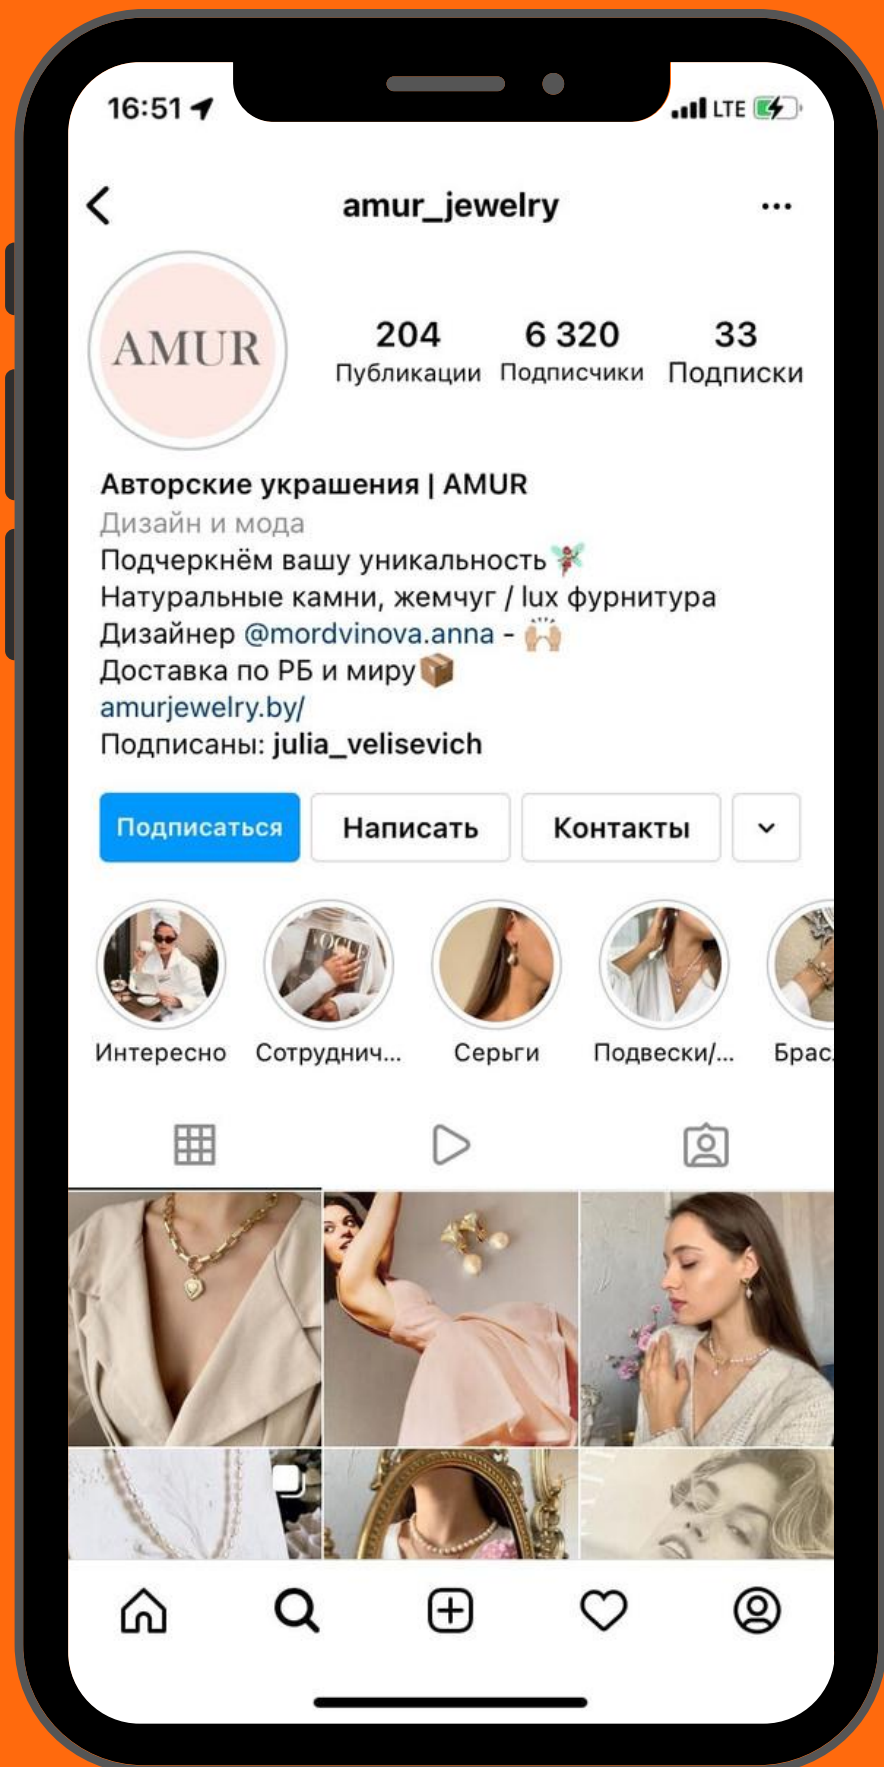 16:51
LTE
amur_jewelry
AMUR
204 6 320 33
Публикации Подписчики Подписки
Авторские украшения | AMUR
Дизайн и мода
Подчеркнём вашу уникальность
Натуральные камни, жемчуг / lux фурнитура
Дизайнер @mordvinova.anna -
Доставка по РБ и миру
amurjewelry.by/
Подписаны: julia_velisevich
Подписаться Написать Контакты
VOGUE
Интересно Сотруднич... Серьги Подвески/... Брас